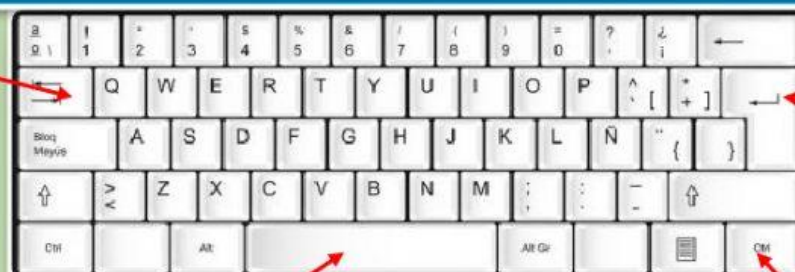 a ! " · $ % & / ( ) = ? ¿
o \ 1 2 3 4 5 6 7 8 9 0 ' ¡
Q W E R T Y U I O P ^ ` [ * + ]
Bloq Mayús A S D F G H J K L Ñ ¨ { }
> < Z X C V B N M ; , : . _ -
Ctrl Alt Alt Gr Ctrl